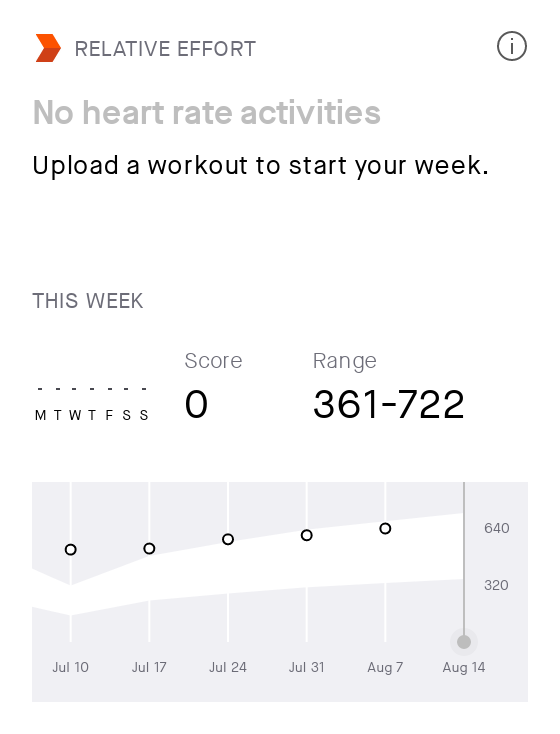 RELATIVE EFFORT
No heart rate activities
Upload a workout to start your week.
THIS WEEK
Score
Range
- - - - - - -
M T W T F S S
0
361-722
640
320
Jul 10
Jul 17
Jul 24
Jul 31
Aug 7
Aug 14